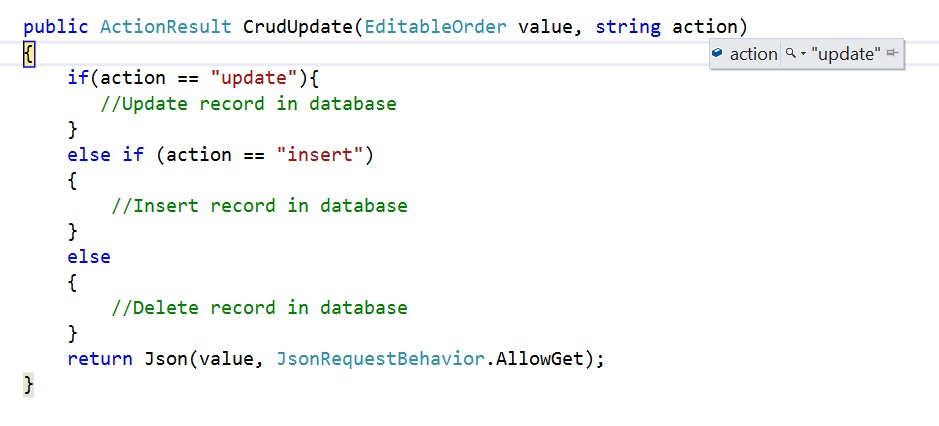 public ActionResult CrudUpdate(EditableOrder value, string action)
{
action "update"
if(action == "update"){
//Update record in database
}
else if (action == "insert")
{
//Insert record in database
}
else
{
//Delete record in database
}
return Json(value, JsonRequestBehavior.AllowGet);
}